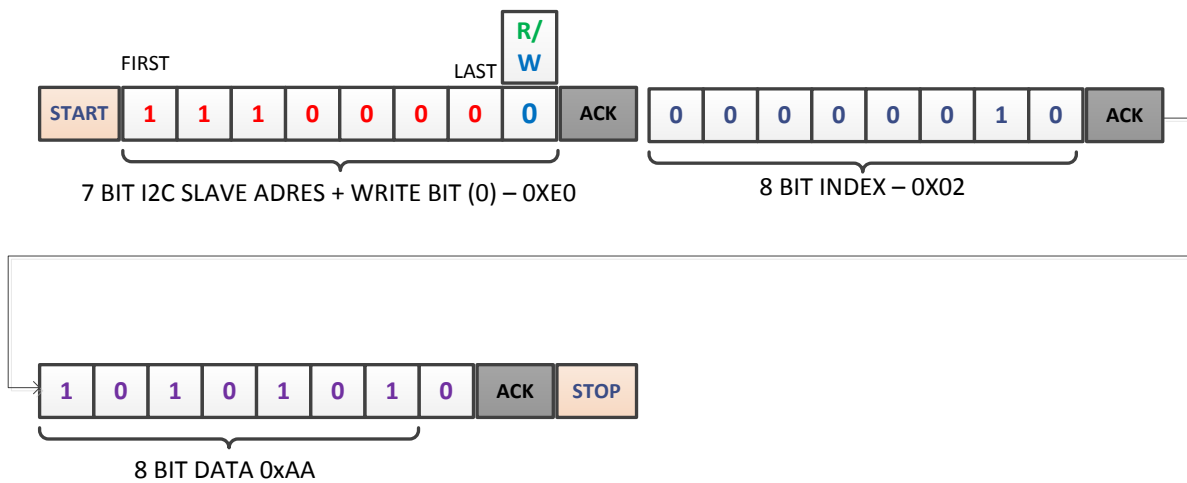 R/
W
FIRST
LAST
START 1 1 1 0 0 0 0 0 ACK 0 0 0 0 0 0 1 0 ACK
7 BIT I2C SLAVE ADRES + WRITE BIT (0) – 0XE0
8 BIT INDEX – 0X02
1 0 1 0 1 0 1 0 ACK STOP
8 BIT DATA 0xAA